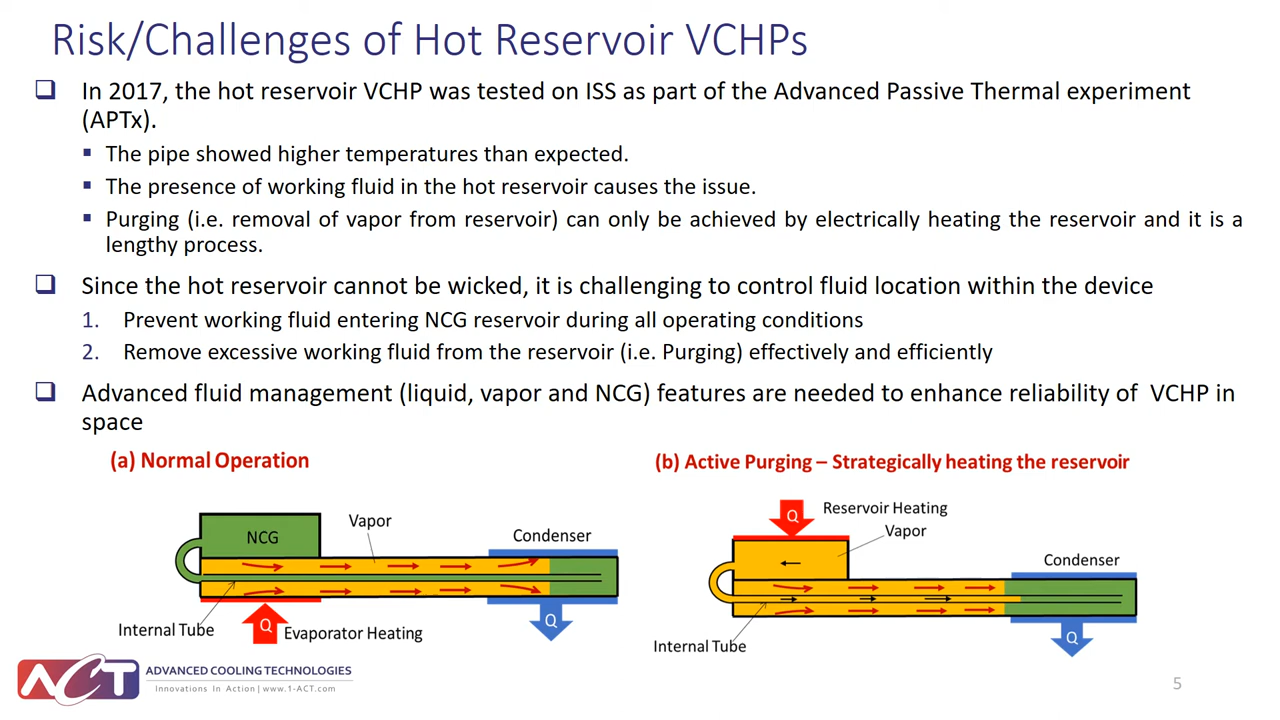 Risk/Challenges of Hot Reservoir VCHPs
❑ In 2017, the hot reservoir VCHP was tested on ISS as part of the Advanced Passive Thermal experiment
(APTx).
▪ The pipe showed higher temperatures than expected.
▪ The presence of working fluid in the hot reservoir causes the issue.
▪ Purging (i.e. removal of vapor from reservoir) can only be achieved by electrically heating the reservoir and it is a
lengthy process.
❑ Since the hot reservoir cannot be wicked, it is challenging to control fluid location within the device
1. Prevent working fluid entering NCG reservoir during all operating conditions
2. Remove excessive working fluid from the reservoir (i.e. Purging) effectively and efficiently
❑ Advanced fluid management (liquid, vapor and NCG) features are needed to enhance reliability of VCHP in
space
(a) Normal Operation
NCG
Vapor
Condenser
Internal Tube
Q
Evaporator Heating
Q
(b) Active Purging – Strategically heating the reservoir
Q
Reservoir Heating
Vapor
Condenser
Internal Tube
Q
ACT
ADVANCED COOLING TECHNOLOGIES
Innovations In Action | www.1-ACT.com
5